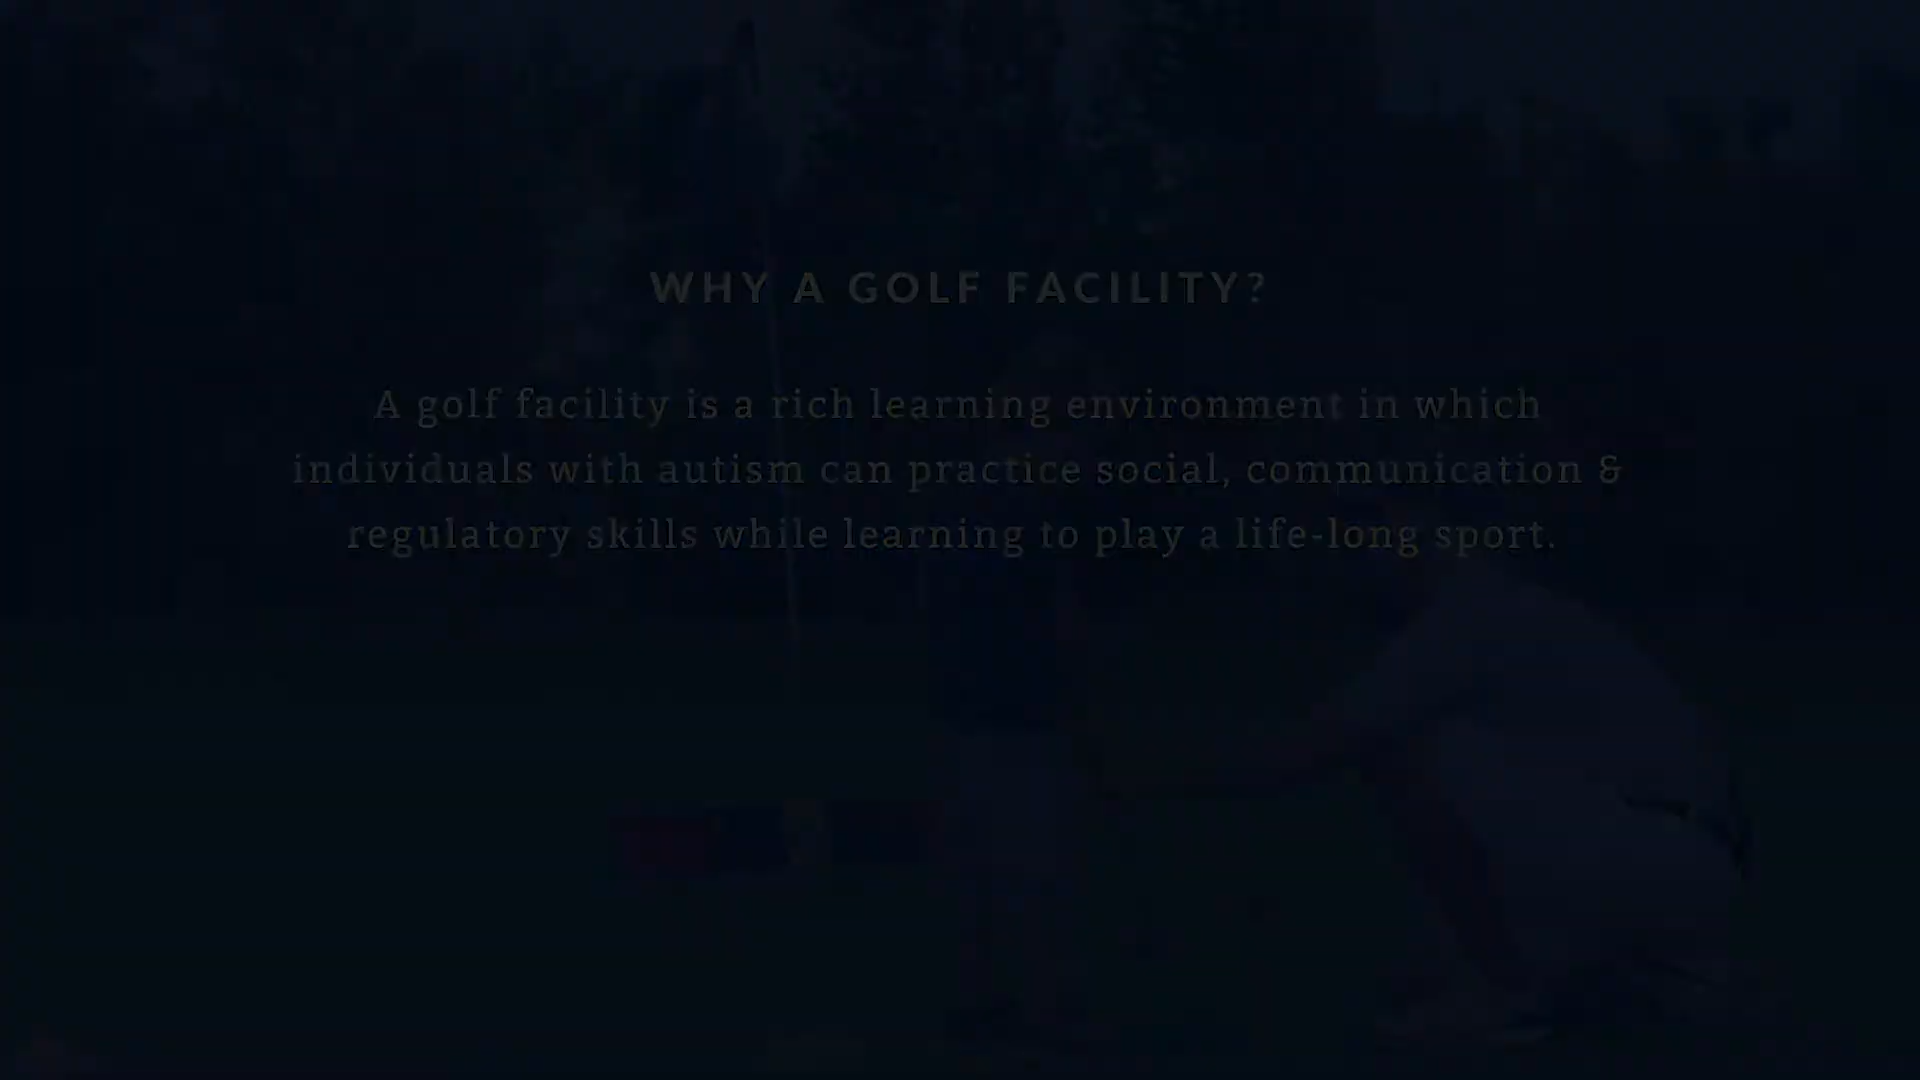 WHY A GOLF FACILITY?
A golf facility is a rich learning environment in which
individuals with autism can practice social, communication &
regulatory skills while learning to play a life-long sport.